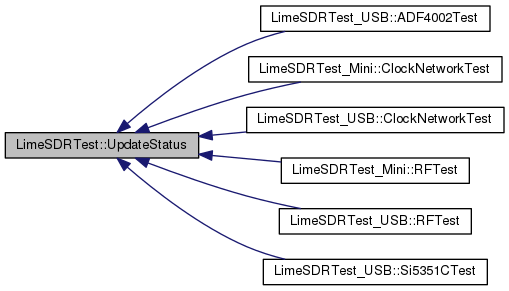 LimeSDRTest_USB::ADF4002Test
LimeSDRTest_Mini::ClockNetworkTest
LimeSDRTest_USB::ClockNetworkTest
LimeSDRTest::UpdateStatus
LimeSDRTest_Mini::RFTest
LimeSDRTest_USB::RFTest
LimeSDRTest_USB::Si5351CTest